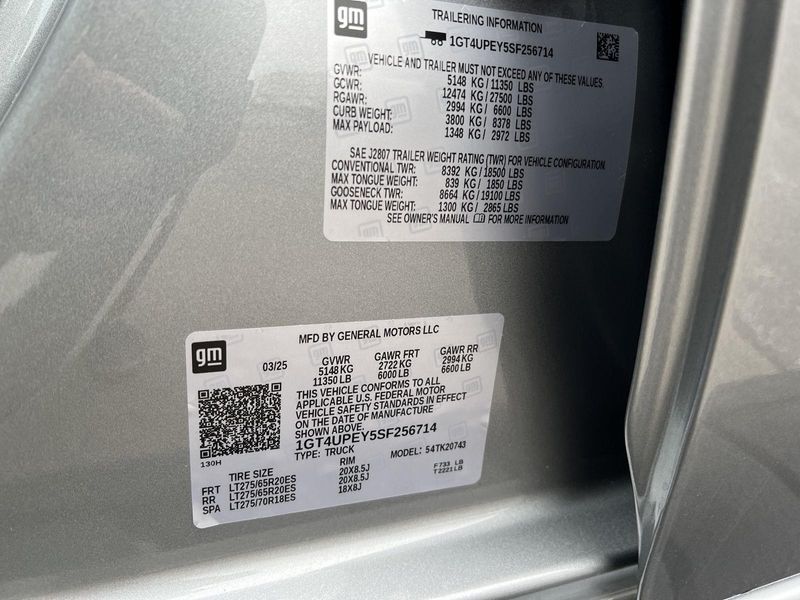 gm
TRAILERING INFORMATION
1GT4UPEY5SF256714
VEHICLE AND TRAILER MUST NOT EXCEED ANY OF THESE VALUES.
GVWR: 5148 KG / 11350 LBS
GCWR: 12474 KG / 27500 LBS
RGAWR: 2994 KG / 6600 LBS
CURB WEIGHT: 3800 KG / 8378 LBS
MAX PAYLOAD: 1348 KG / 2972 LBS
SAE J2807 TRAILER WEIGHT RATING (TWR) FOR VEHICLE CONFIGURATION
CONVENTIONAL TWR: 8392 KG / 18500 LBS
MAX TONGUE WEIGHT: 839 KG / 1850 LBS
GOOSENECK TWR: 8664 KG / 19100 LBS
MAX TONGUE WEIGHT: 1300 KG / 2865 LBS
SEE OWNER'S MANUAL FOR MORE INFORMATION
gm
MFD BY GENERAL MOTORS LLC
03/25 GVWR GAWR FRT GAWR RR
5148 KG 2722 KG 2994 KG
11350 LB 6000 LB 6600 LB
THIS VEHICLE CONFORMS TO ALL
APPLICABLE U.S. FEDERAL MOTOR
VEHICLE SAFETY STANDARDS IN EFFECT
ON THE DATE OF MANUFACTURE
SHOWN ABOVE.
1GT4UPEY5SF256714
130H TYPE: TRUCK MODEL: 54TK20743
TIRE SIZE RIM F 733 LB
FRT LT275/65R20ES 20X8.5J T2221 LB
RR LT275/65R20ES 20X8.5J
SPA LT275/70R18ES 18X8J